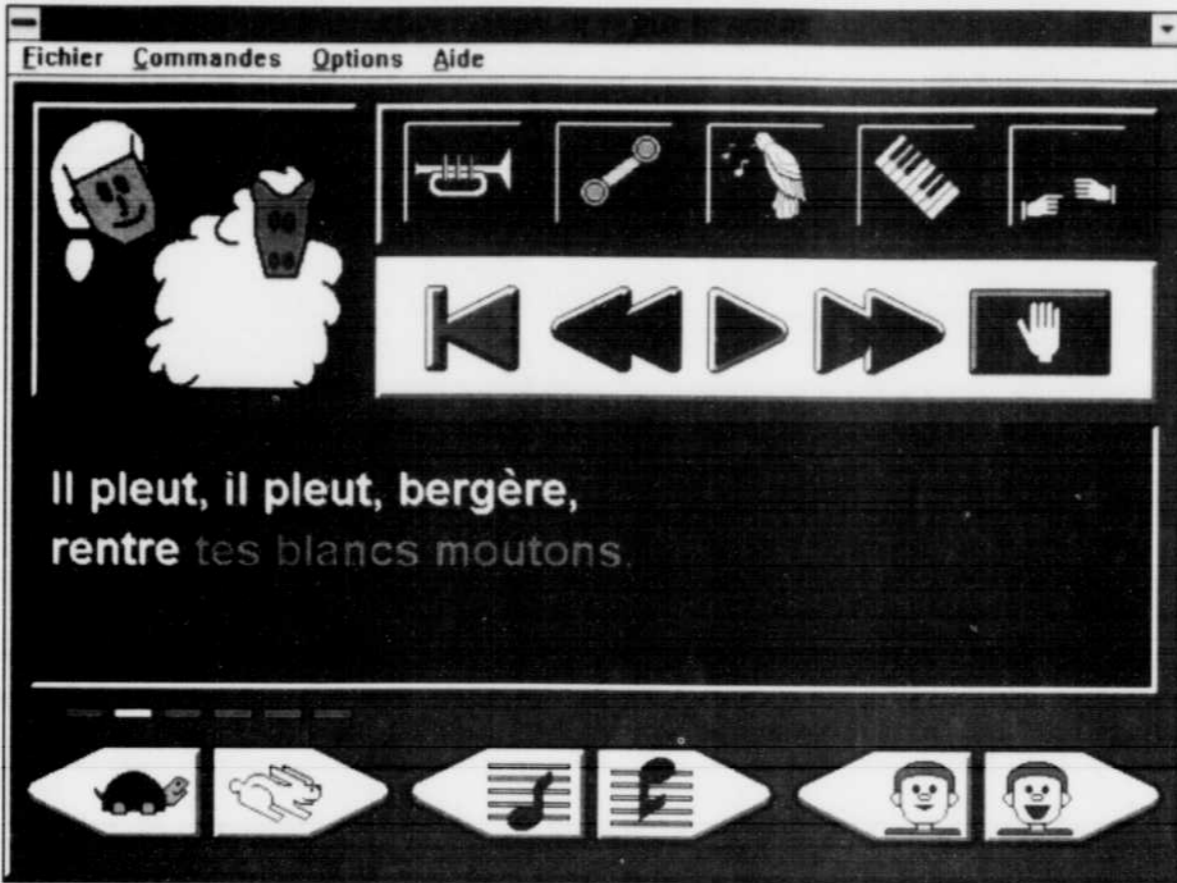 Fichier Commandes Options Aide
Il pleut, il pleut, bergère,
rentre tes blancs moutons.